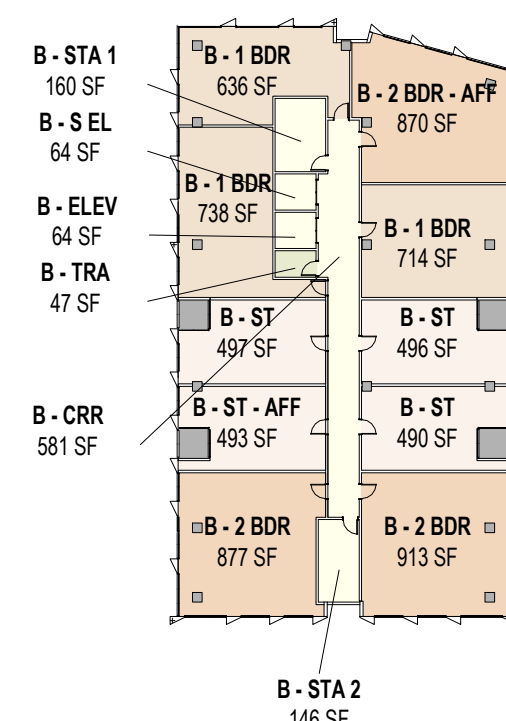 B - STA 1
160 SF
B - S EL
64 SF
B - ELEV
64 SF
B - TRA
47 SF
B - CRR
581 SF
B - 1 BDR
636 SF
B - 2 BDR - AFF
870 SF
B - 1 BDR
738 SF
B - 1 BDR
714 SF
B - ST
497 SF
B - ST
496 SF
B - ST - AFF
493 SF
B - ST
490 SF
B - 2 BDR
877 SF
B - 2 BDR
913 SF
B - STA 2
146 SF